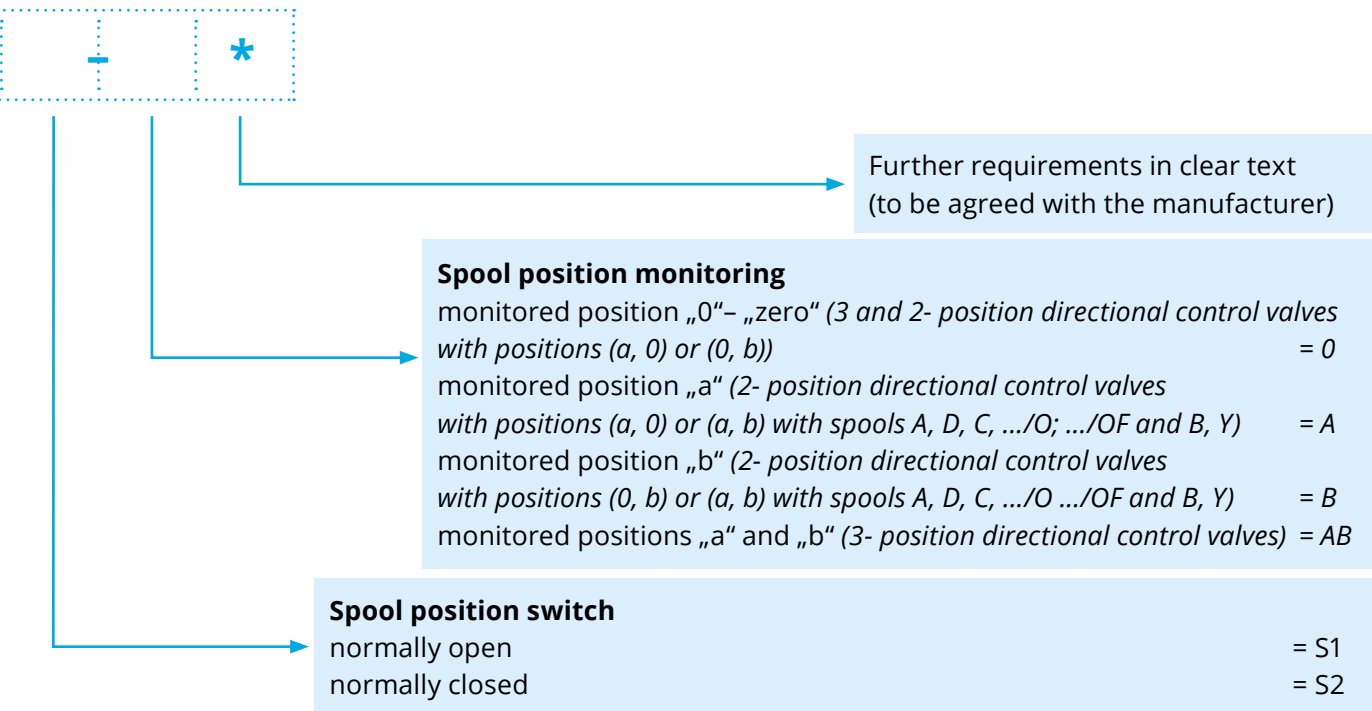 – *
Further requirements in clear text
(to be agreed with the manufacturer)
Spool position monitoring
monitored position „0“– „zero“ (3 and 2- position directional control valves
with positions (a, 0) or (0, b)) = 0
monitored position „a“ (2- position directional control valves
with positions (a, 0) or (a, b) with spools A, D, C, .../O; .../OF and B, Y) = A
monitored position „b“ (2- position directional control valves
with positions (0, b) or (a, b) with spools A, D, C, .../O .../OF and B, Y) = B
monitored positions „a“ and „b“ (3- position directional control valves) = AB
Spool position switch
normally open = S1
normally closed = S2